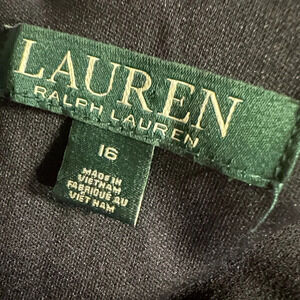 LAUREN
RALPH LAUREN
16
MADE IN
VIETNAM
FABRIQUÉ AU
VIET NAM